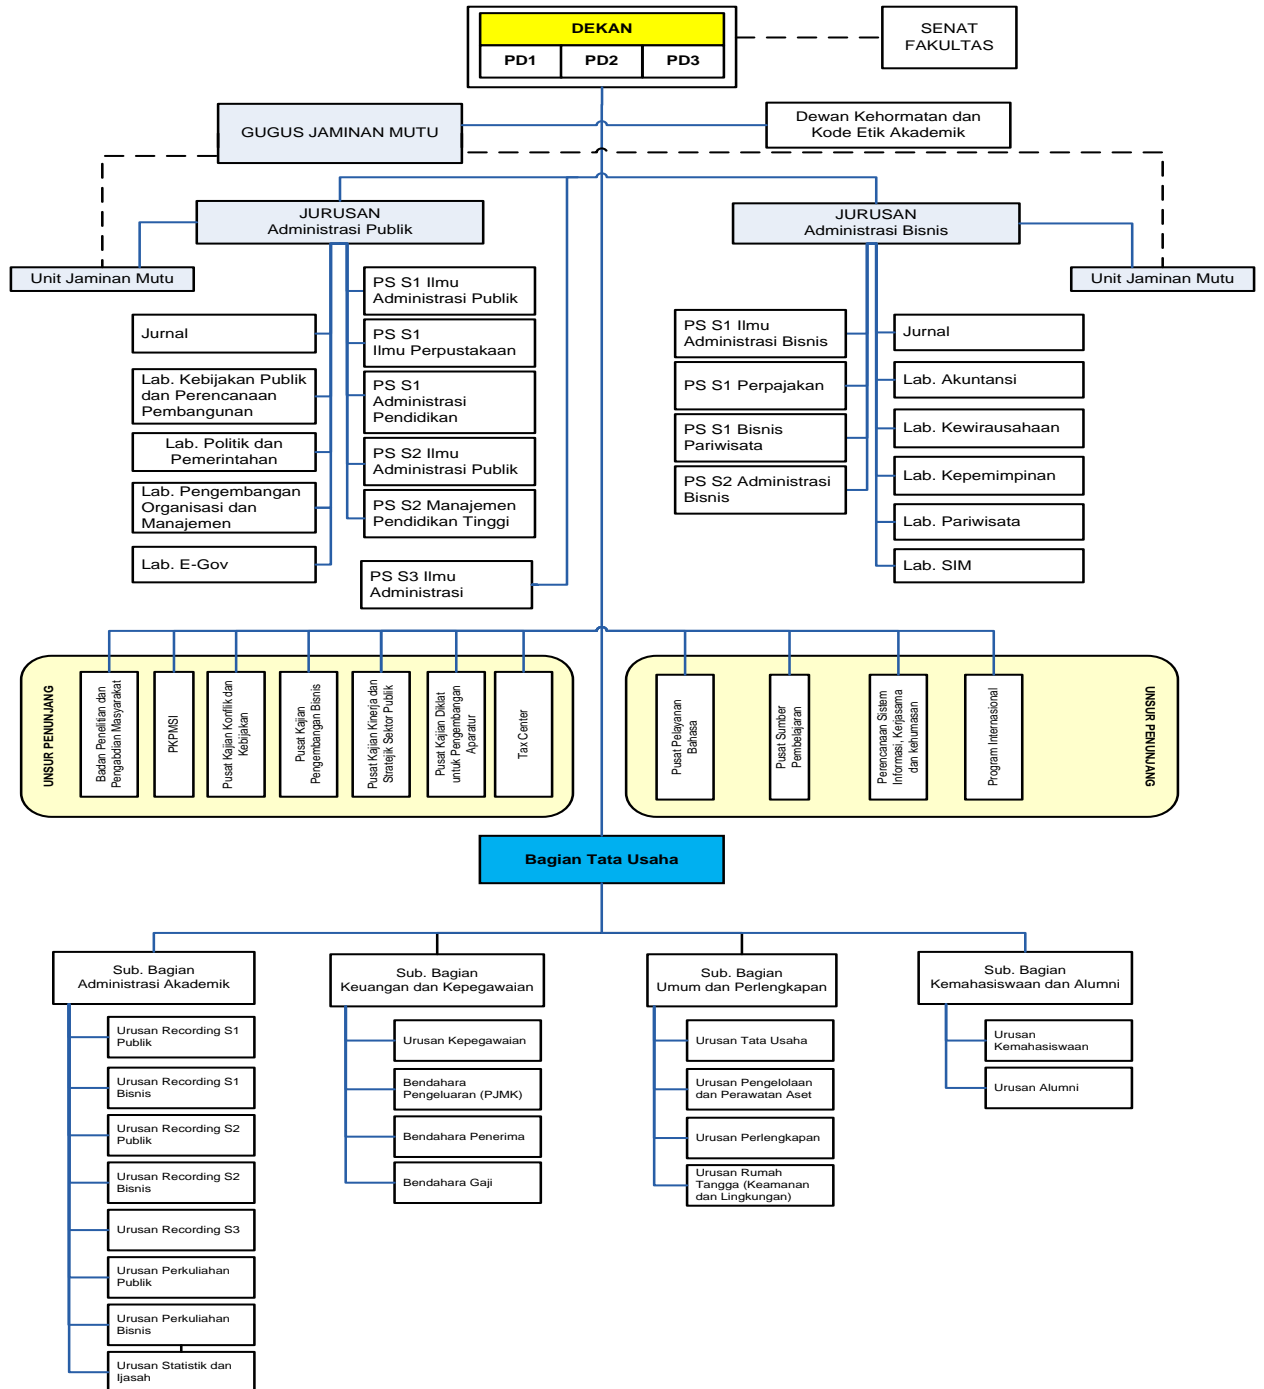 DEKAN
PD1
PD2
PD3
SENAT
FAKULTAS
GUGUS JAMINAN MUTU
Dewan Kehormatan dan
Kode Etik Akademik
JURUSAN
Administrasi Publik
JURUSAN
Administrasi Bisnis
Unit Jaminan Mutu
Unit Jaminan Mutu
Jurnal
Lab. Kebijakan Publik
dan Perencanaan
Pembangunan
Lab. Politik dan
Pemerintahan
Lab. Pengembangan
Organisasi dan
Manajemen
Lab. E-Gov
PS S1 Ilmu
Administrasi Publik
PS S1
Ilmu Perpustakaan
PS S1
Administrasi
Pendidikan
PS S2 Ilmu
Administrasi Publik
PS S2 Manajemen
Pendidikan Tinggi
PS S3 Ilmu
Administrasi
PS S1 Ilmu
Administrasi Bisnis
PS S1 Perpajakan
PS S1 Bisnis
Pariwisata
PS S2 Administrasi
Bisnis
Jurnal
Lab. Akuntansi
Lab. Kewirausahaan
Lab. Kepemimpinan
Lab. Pariwisata
Lab. SIM
UNSUR PENUNJANG
Badan Penelitian dan
Pengabdian Masyarakat
PKPMSI
Pusat Kajian Konflik dan
Kebijakan
Pusat Kajian
Pengembangan Bisnis
Pusat Kajian Kinerja dan
Stratejik Sektor Publik
Pusat Kajian Diklat
untuk Pengembangan
Aparatur
Tax Center
Pusat Pelayanan
Bahasa
Pusat Sumber
Pembelajaran
Perencanaan Sistem
Informasi, Kerjasama
dan kehumasan
Program Internasional
UNSUR PENUNJANG
Bagian Tata Usaha
Sub. Bagian
Administrasi Akademik
Urusan Recording S1
Publik
Urusan Recording S1
Bisnis
Urusan Recording S2
Publik
Urusan Recording S2
Bisnis
Urusan Recording S3
Urusan Perkuliahan
Publik
Urusan Perkuliahan
Bisnis
Urusan Statistik dan
Ijasah
Sub. Bagian
Keuangan dan Kepegawaian
Urusan Kepegawaian
Bendahara
Pengeluaran (PJMK)
Bendahara Penerima
Bendahara Gaji
Sub. Bagian
Umum dan Perlengkapan
Urusan Tata Usaha
Urusan Pengelolaan
dan Perawatan Aset
Urusan Perlengkapan
Urusan Rumah
Tangga (Keamanan
dan Lingkungan)
Sub. Bagian
Kemahasiswaan dan Alumni
Urusan
Kemahasiswaan
Urusan Alumni